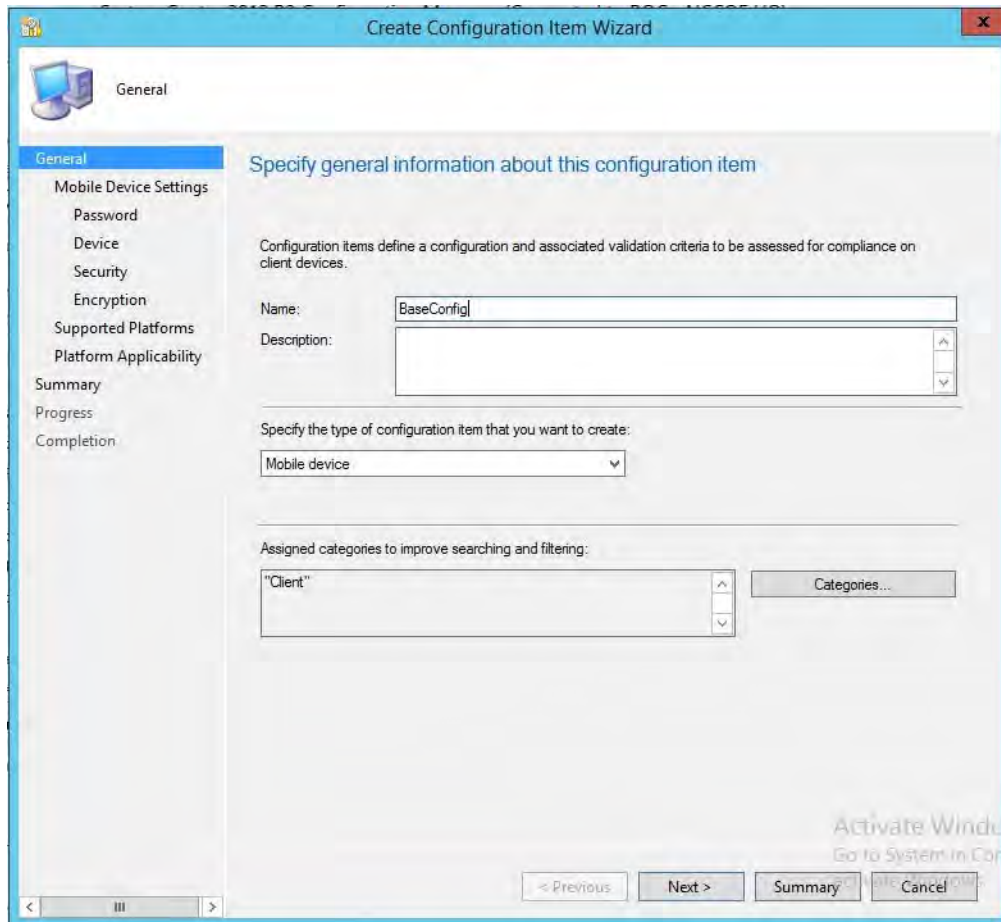 Create Configuration Item Wizard
x
General
General
Mobile Device Settings
Password
Device
Security
Encryption
Supported Platforms
Platform Applicability
Summary
Progress
Completion
Specify general information about this configuration item
Configuration items define a configuration and associated validation criteria to be assessed for compliance on
client devices.
Name:
BaseConfig
Description:
Specify the type of configuration item that you want to create:
Mobile device
Assigned categories to improve searching and filtering:
"Client"
Categories...
Activate Windo
Go to System in Con
< Previous
Next >
Summary
Cancel